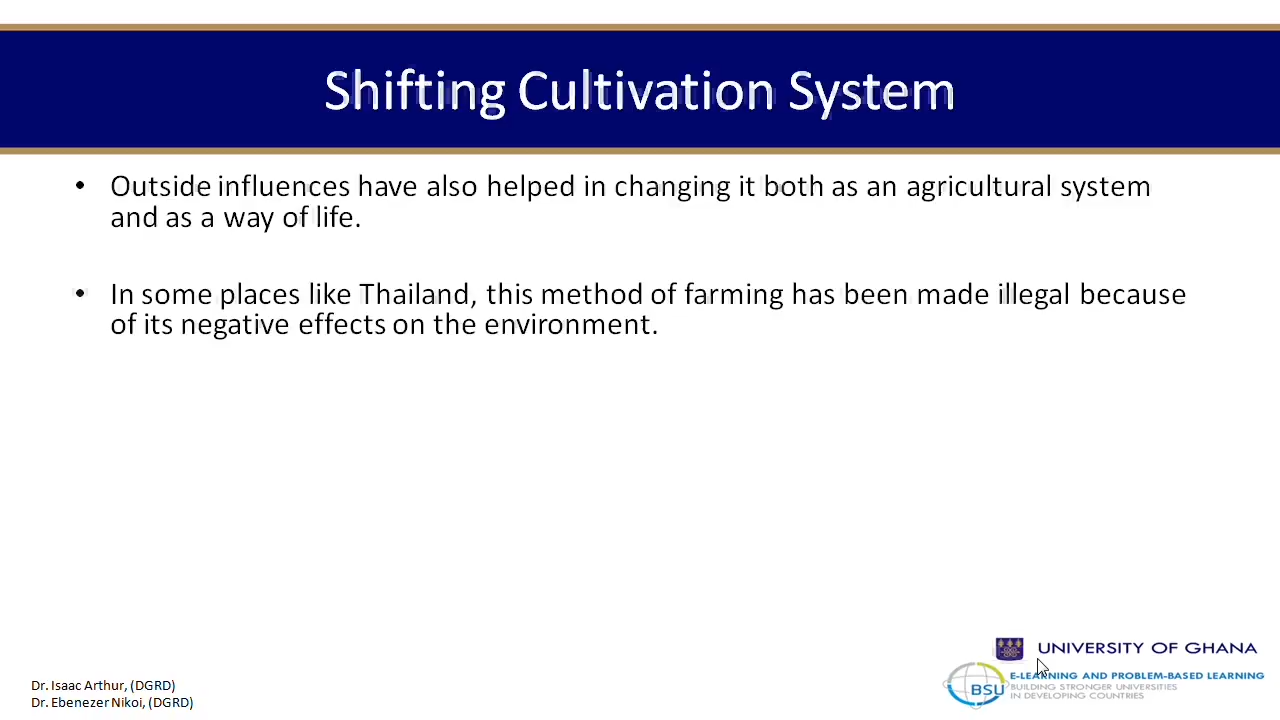 Shifting Cultivation System
• Outside influences have also helped in changing it both as an agricultural system
and as a way of life.
• In some places like Thailand, this method of farming has been made illegal because
of its negative effects on the environment.
UNIVERSITY OF GHANA
BSU
E-LEARNING AND PROBLEM-BASED LEARNING
BUILDING STRONGER UNIVERSITIES
IN DEVELOPING COUNTRIES
Dr. Isaac Arthur, (DGRD)
Dr. Ebenezer Nikoi, (DGRD)